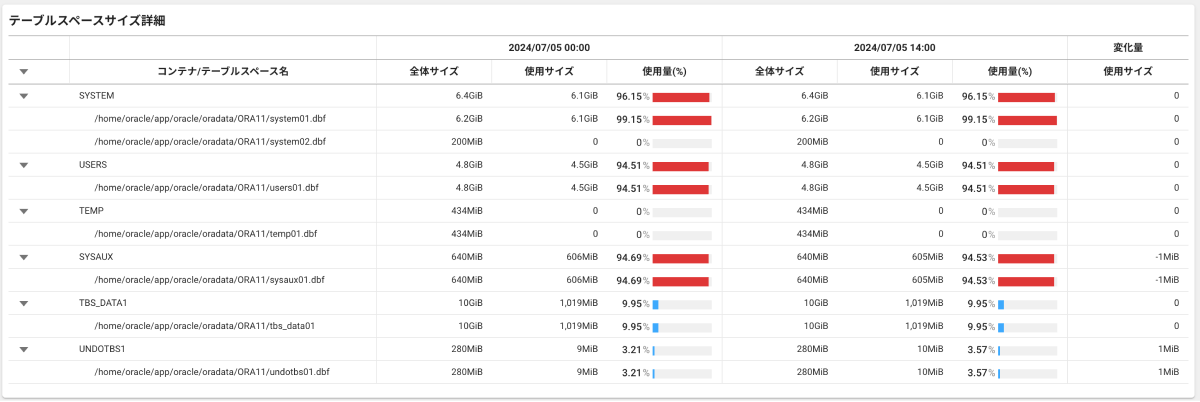 テーブルスペースサイズ詳細
2024/07/05 00:00 2024/07/05 14:00 変化量
コンテナ/テーブルスペース名 全体サイズ 使用サイズ 使用量(%) 全体サイズ 使用サイズ 使用量(%) 使用サイズ
SYSTEM 6.4GiB 6.1GiB 96.15% 6.4GiB 6.1GiB 96.15% 0
/home/oracle/app/oracle/oradata/ORA11/system01.dbf 6.2GiB 6.1GiB 99.15% 6.2GiB 6.1GiB 99.15% 0
/home/oracle/app/oracle/oradata/ORA11/system02.dbf 200MiB 0 0% 200MiB 0 0% 0
USERS 4.8GiB 4.5GiB 94.51% 4.8GiB 4.5GiB 94.51% 0
/home/oracle/app/oracle/oradata/ORA11/users01.dbf 4.8GiB 4.5GiB 94.51% 4.8GiB 4.5GiB 94.51% 0
TEMP 434MiB 0 0% 434MiB 0 0% 0
/home/oracle/app/oracle/oradata/ORA11/temp01.dbf 434MiB 0 0% 434MiB 0 0% 0
SYSAUX 640MiB 606MiB 94.69% 640MiB 605MiB 94.53% -1MiB
/home/oracle/app/oracle/oradata/ORA11/sysaux01.dbf 640MiB 606MiB 94.69% 640MiB 605MiB 94.53% -1MiB
TBS_DATA1 10GiB 1,019MiB 9.95% 10GiB 1,019MiB 9.95% 0
/home/oracle/app/oracle/oradata/ORA11/tbs_data01 10GiB 1,019MiB 9.95% 10GiB 1,019MiB 9.95% 0
UNDOTBS1 280MiB 9MiB 3.21% 280MiB 10MiB 3.57% 1MiB
/home/oracle/app/oracle/oradata/ORA11/undotbs01.dbf 280MiB 9MiB 3.21% 280MiB 10MiB 3.57% 1MiB